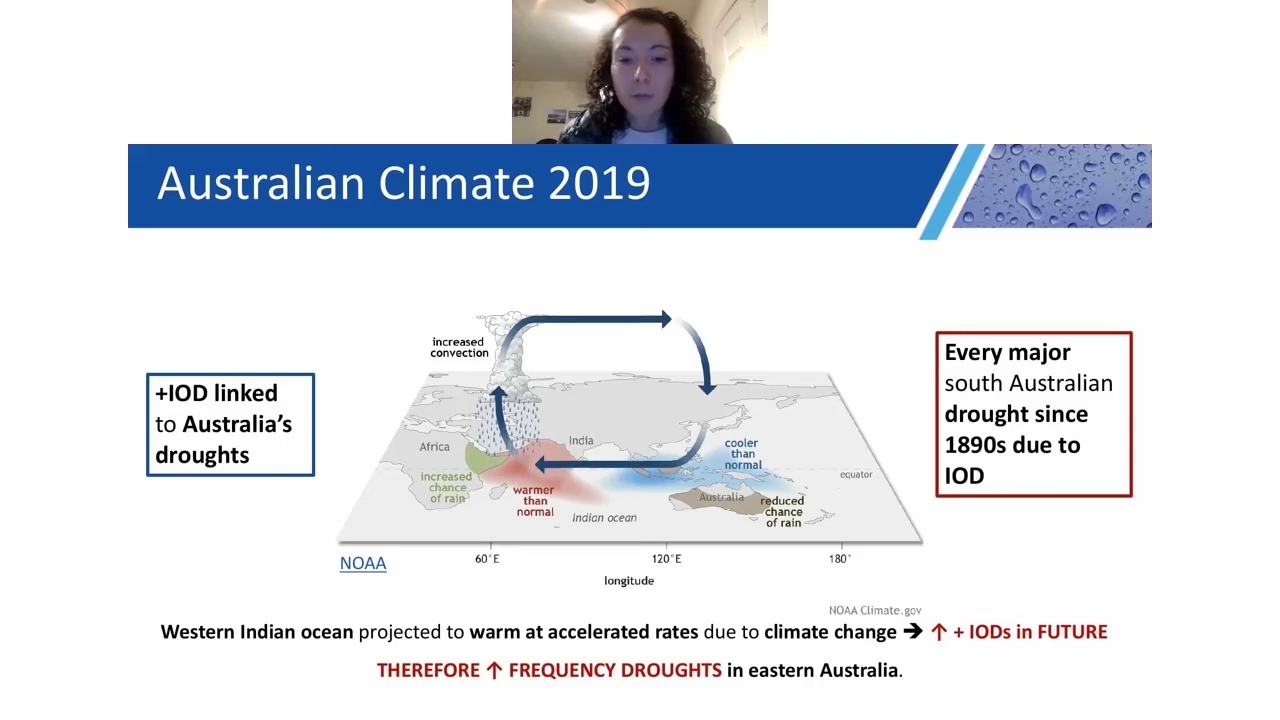 Australian Climate 2019
increased
convection
+IOD linked
to Australia's
droughts
Every major
south Australian
drought since
1890s due to
IOD
Africa
India
increased
chance
of rain
warmer
than
normal
cooler
than
normal
equator
Australia
reduced
chance
of rain
Indian ocean
NOAA
60°E
120°E
180°
longitude
NOAA Climate.gov
Western Indian ocean projected to warm at accelerated rates due to climate change → ↑ + IODs in FUTURE
THEREFORE ↑ FREQUENCY DROUGHTS in eastern Australia.